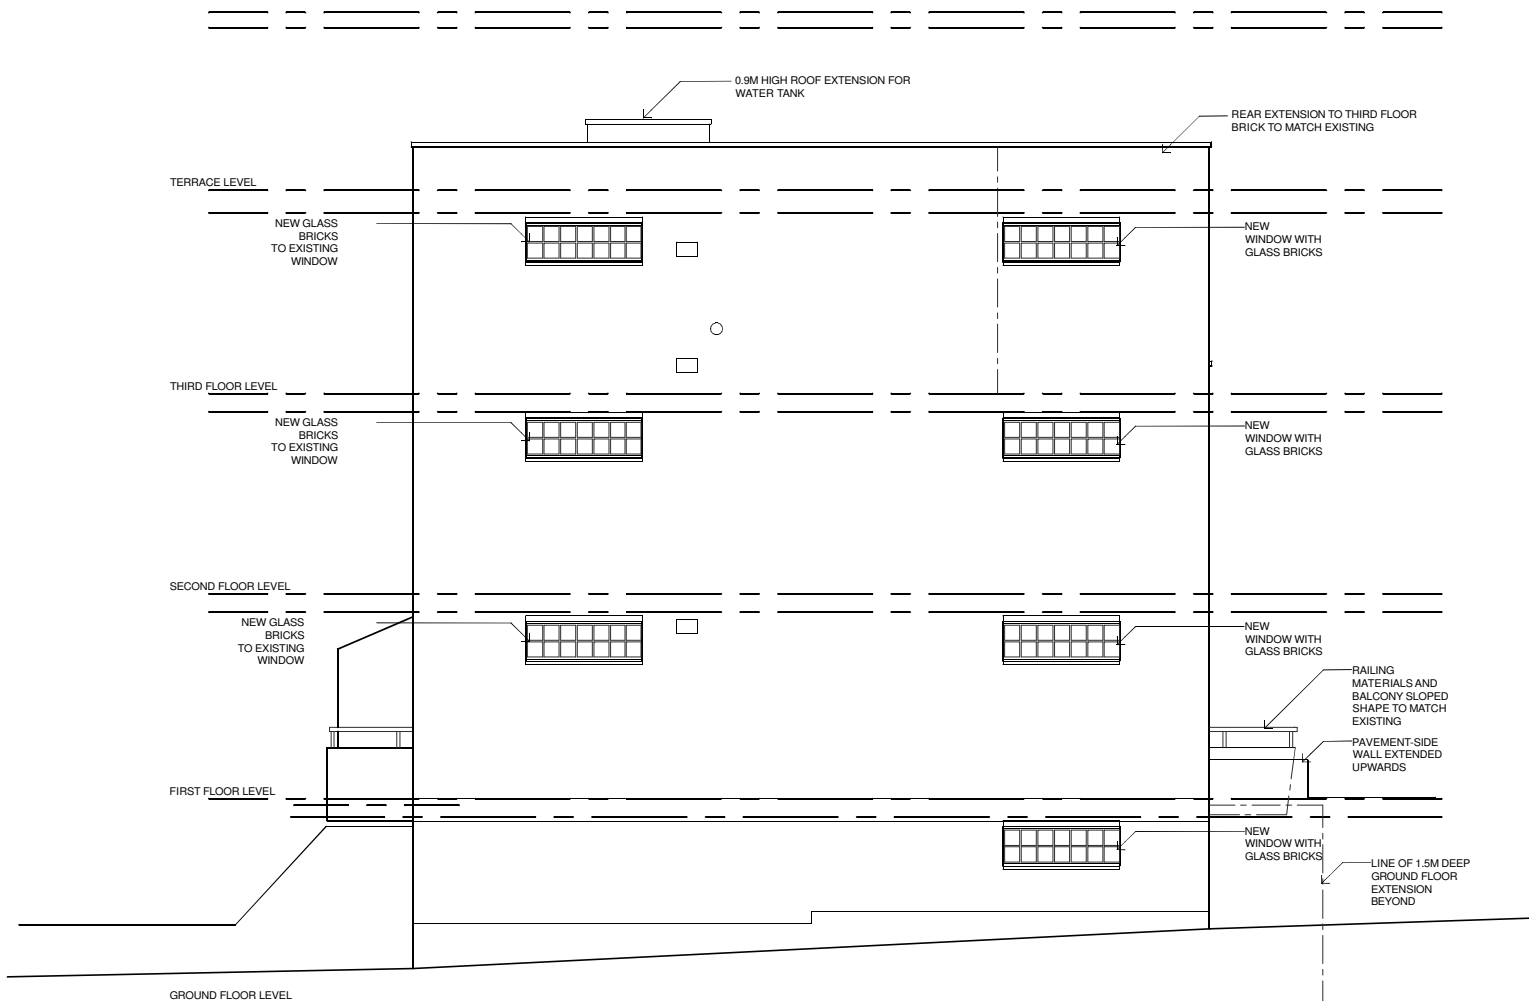 0.9M HIGH ROOF EXTENSION FOR
WATER TANK
REAR EXTENSION TO THIRD FLOOR
BRICK TO MATCH EXISTING
TERRACE LEVEL
NEW GLASS
BRICKS
TO EXISTING
WINDOW
NEW
WINDOW WITH
GLASS BRICKS
THIRD FLOOR LEVEL
NEW GLASS
BRICKS
TO EXISTING
WINDOW
NEW
WINDOW WITH
GLASS BRICKS
SECOND FLOOR LEVEL
NEW GLASS
BRICKS
TO EXISTING
WINDOW
NEW
WINDOW WITH
GLASS BRICKS
RAILING
MATERIALS AND
BALCONY SLOPED
SHAPE TO MATCH
EXISTING
PAVEMENT-SIDE
WALL EXTENDED
UPWARDS
FIRST FLOOR LEVEL
NEW
WINDOW WITH
GLASS BRICKS
LINE OF 1.5M DEEP
GROUND FLOOR
EXTENSION
BEYOND
GROUND FLOOR LEVEL